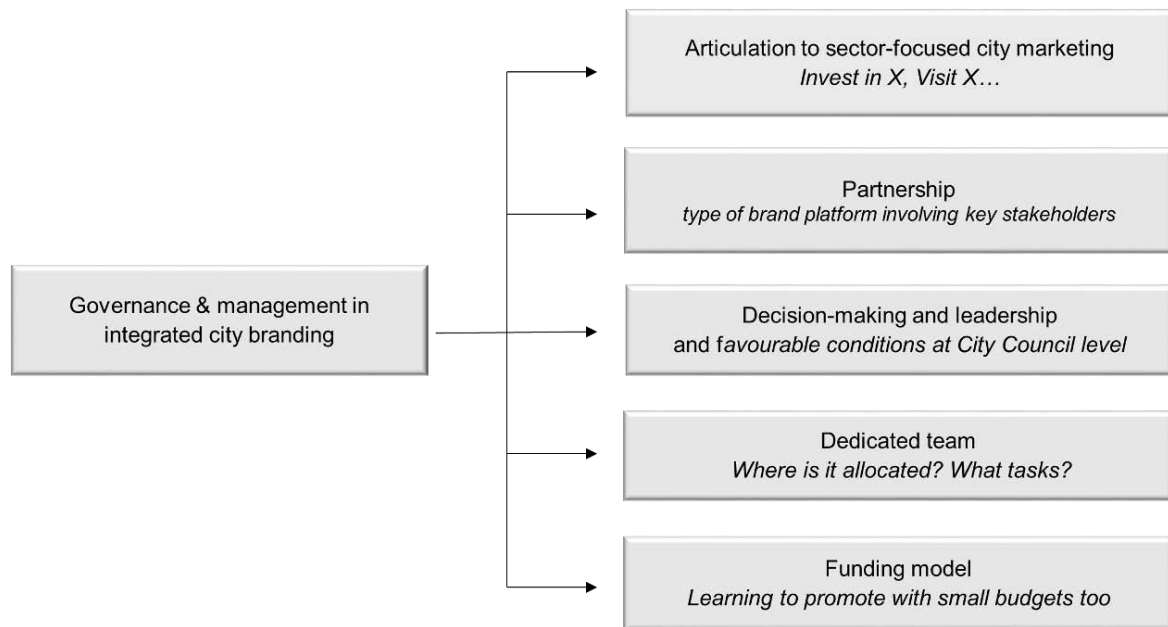 Articulation to sector-focused city marketing
Invest in X, Visit X…
Partnership
type of brand platform involving key stakeholders
Governance & management in
integrated city branding
Decision-making and leadership
and favourable conditions at City Council level
Dedicated team
Where is it allocated? What tasks?
Funding model
Learning to promote with small budgets too